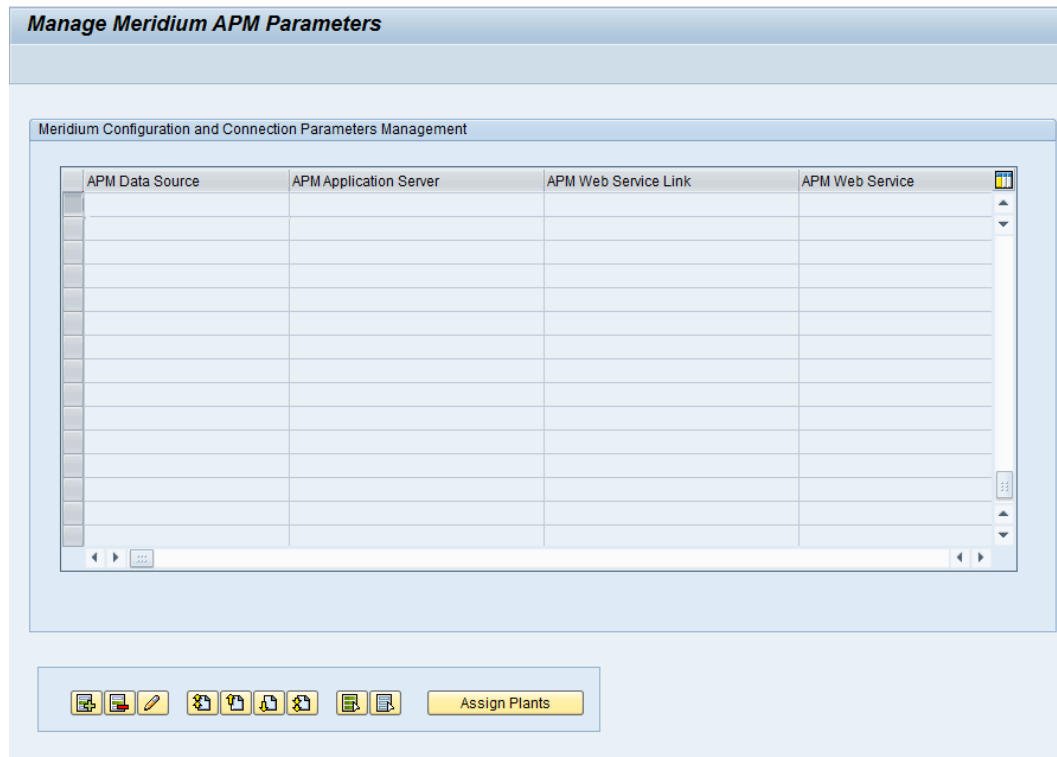 Manage Meridium APM Parameters
Meridium Configuration and Connection Parameters Management
APM Data Source APM Application Server APM Web Service Link APM Web Service
Assign Plants